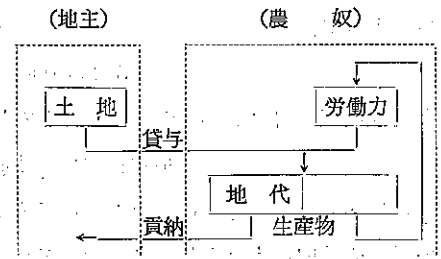 (地主) (農 奴)
土 地 労働力
貸与
地 代
貢納 生産物